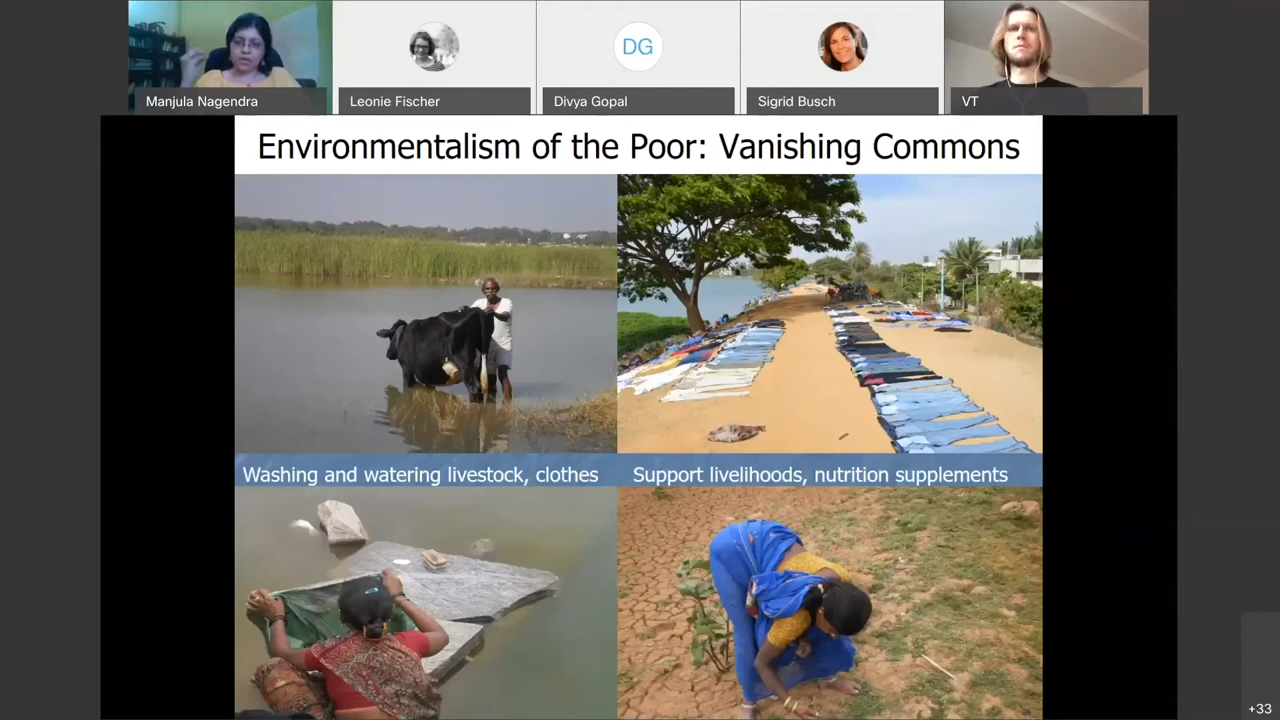 Manjula Nagendra
Leonie Fischer
DG
Divya Gopal
Sigrid Busch
VT
Environmentalism of the Poor: Vanishing Commons
Washing and watering livestock, clothes
Support livelihoods, nutrition supplements
+33